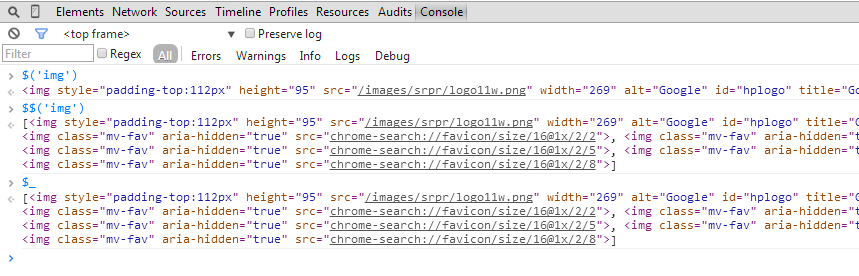 Elements Network Sources Timeline Profiles Resources Audits Console
<top frame> ▼ Preserve log
Filter Regex All Errors Warnings Info Logs Debug
> $('img')
<img style="padding-top:112px" height="95" src="/images/srpr/logo11w.png" width="269" alt="Google" id="hplogo" title="Go
> $$('img')
[<img style="padding-top:112px" height="95" src="/images/srpr/logo11w.png" width="269" alt="Google" id="hplogo" title="G
<img class="mv-fav" aria-hidden="true" src="chrome-search://favicon/size/16@1x/2/2">, <img class="mv-fav" aria-hidden="t
<img class="mv-fav" aria-hidden="true" src="chrome-search://favicon/size/16@1x/2/5">, <img class="mv-fav" aria-hidden="t
<img class="mv-fav" aria-hidden="true" src="chrome-search://favicon/size/16@1x/2/8">]
> $_
[<img style="padding-top:112px" height="95" src="/images/srpr/logo11w.png" width="269" alt="Google" id="hplogo" title="G
<img class="mv-fav" aria-hidden="true" src="chrome-search://favicon/size/16@1x/2/2">, <img class="mv-fav" aria-hidden="t
<img class="mv-fav" aria-hidden="true" src="chrome-search://favicon/size/16@1x/2/5">, <img class="mv-fav" aria-hidden="t
<img class="mv-fav" aria-hidden="true" src="chrome-search://favicon/size/16@1x/2/8">]
>